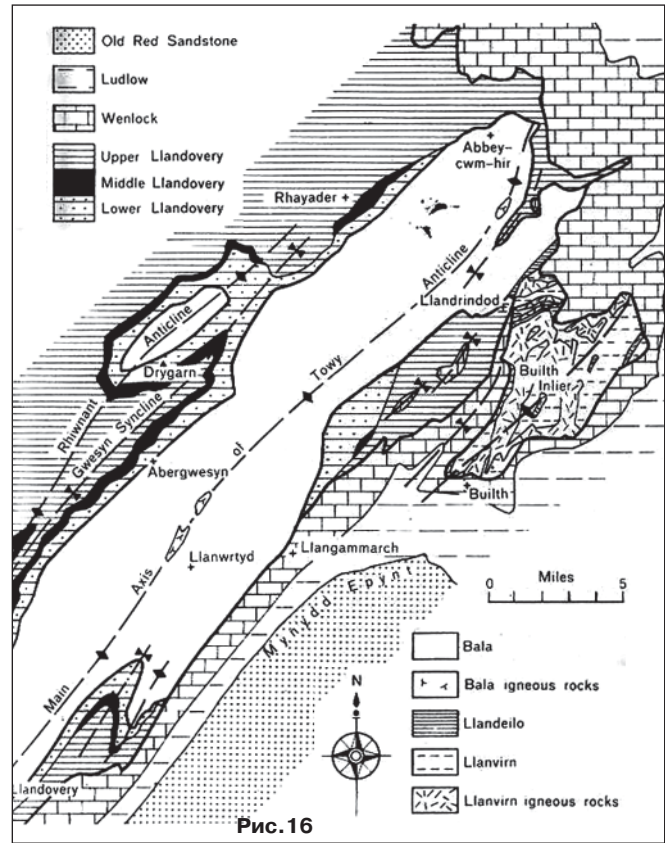 Old Red Sandstone
Ludlow
Wenlock
Upper Llandovery
Middle Llandovery
Lower Llandovery
Abbey-
cwm-hir
Rhayader
Anticline
Llandrindod
Anticline
Drygarn
Towy
Builth
Inlier
Rhiwnant
Gwesyn Syncline
of
Abergwesyn
Builth
Axis
Llanwrtyd
Llangammarch
0 Miles 5
Mynydd Epynt
Main
Bala
Bala igneous rocks
N
Llandeilo
Llanvirn
Llandovery
Llanvirn igneous rocks
Рис.16